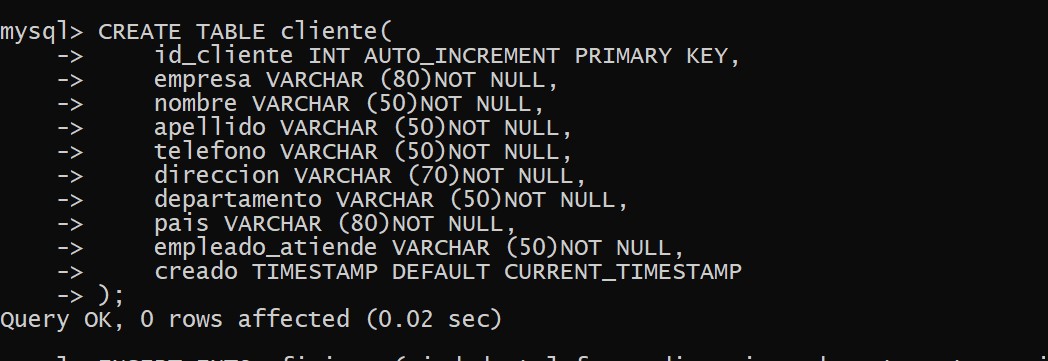 mysql> CREATE TABLE cliente(
    ->     id_cliente INT AUTO_INCREMENT PRIMARY KEY,
    ->     empresa VARCHAR (80)NOT NULL,
    ->     nombre VARCHAR (50)NOT NULL,
    ->     apellido VARCHAR (50)NOT NULL,
    ->     telefono VARCHAR (50)NOT NULL,
    ->     direccion VARCHAR (70)NOT NULL,
    ->     departamento VARCHAR (50)NOT NULL,
    ->     pais VARCHAR (80)NOT NULL,
    ->     empleado_atiende VARCHAR (50)NOT NULL,
    ->     creado TIMESTAMP DEFAULT CURRENT_TIMESTAMP
    -> );
Query OK, 0 rows affected (0.02 sec)